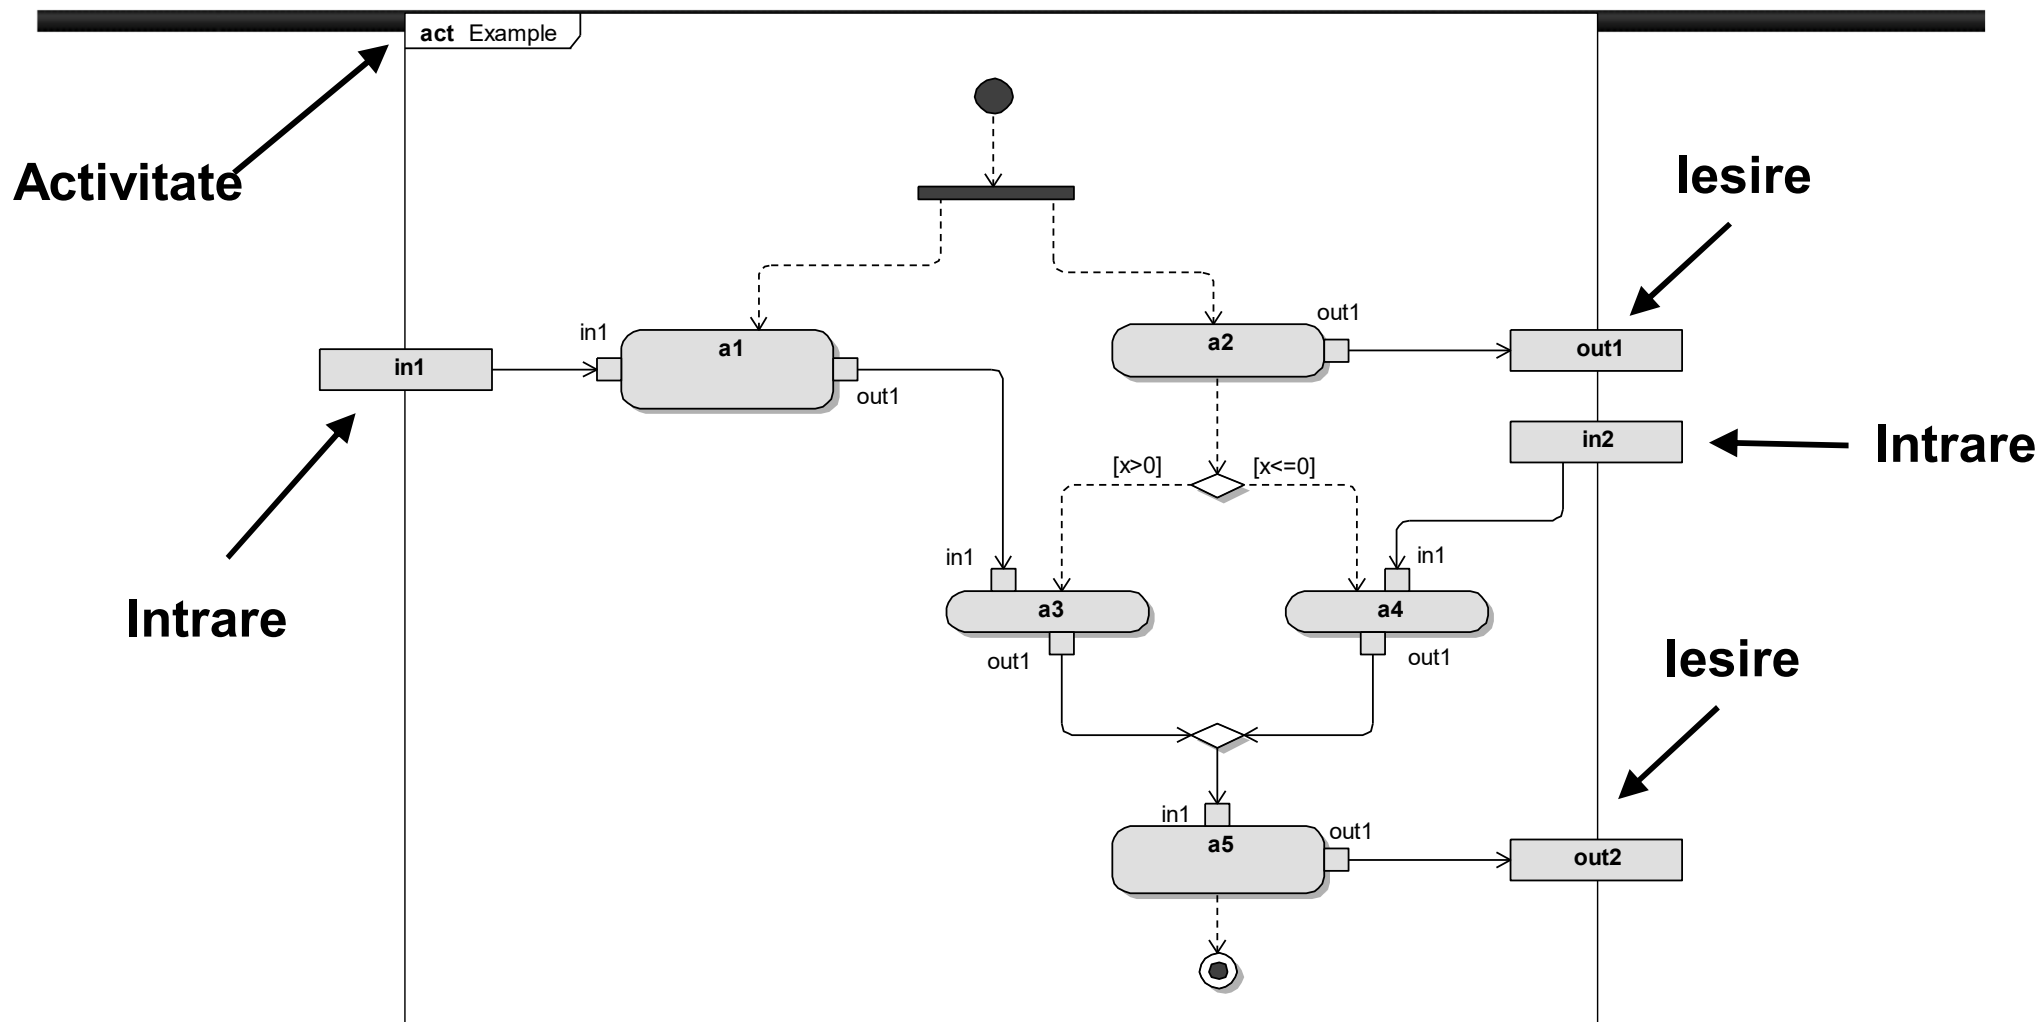 act Example
Activitate
Iesire
in1
a1
out1
in1
a2
out1
out1
in2
Intrare
Intrare
[x>0]
[x<=0]
in1
a3
out1
in1
a4
out1
Iesire
in1
a5
out1
out2